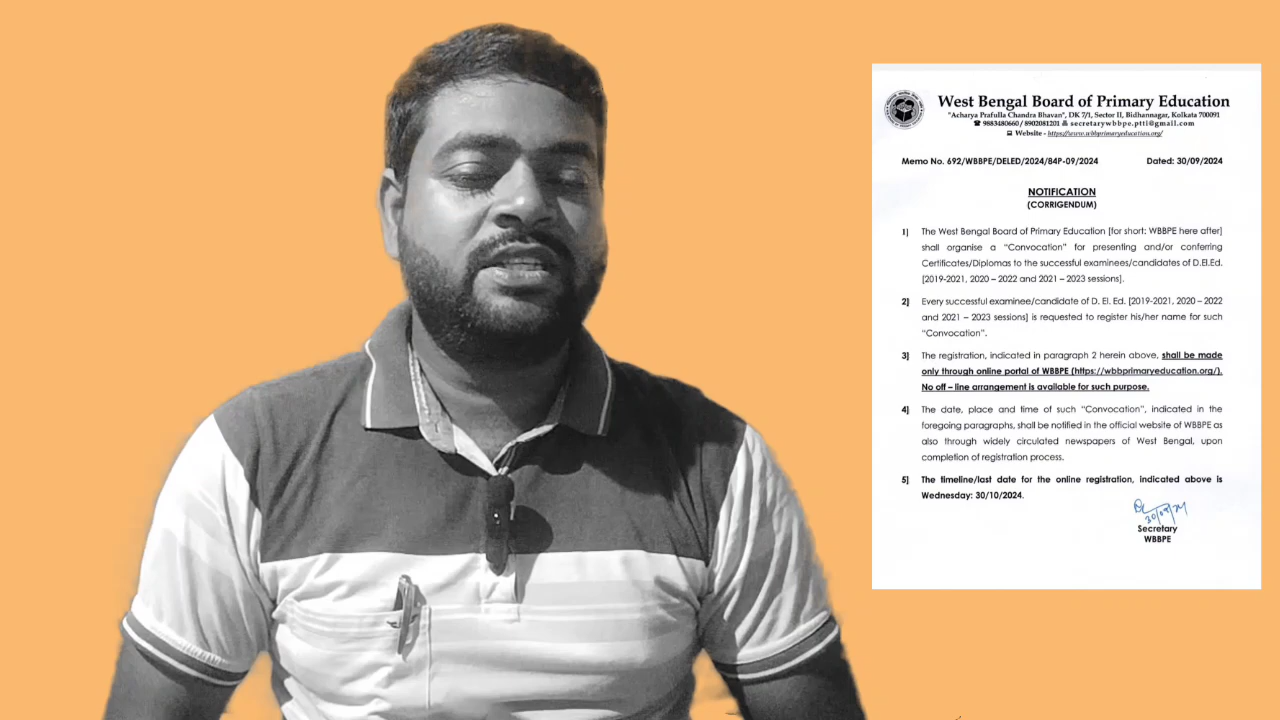 West Bengal Board of Primary Education
"Acharya Prafulla Chandra Bhavan", DK 7/1, Sector II, Bidhannagar, Kolkata 700091
☎ 9883480660 / 8902081201 secretarywbbpe.ptti@gmail.com
Website - https://www.wbbprimaryeducation.org/
Memo No. 692/WBBPE/DELED/2024/84P-09/2024 Dated: 30/09/2024
NOTIFICATION
(CORRIGENDUM)
1] The West Bengal Board of Primary Education [for short: WBBPE here after]
shall organise a "Convocation" for presenting and/or conferring
Certificates/Diplomas to the successful examinees/candidates of D.El.Ed.
[2019-2021, 2020 – 2022 and 2021 – 2023 sessions].
2] Every successful examinee/candidate of D. El. Ed. [2019-2021, 2020 – 2022
and 2021 – 2023 sessions] is requested to register his/her name for such
"Convocation".
3] The registration, indicated in paragraph 2 herein above, shall be made
only through online portal of WBBPE (https://wbbprimaryeducation.org/).
No off – line arrangement is available for such purpose.
4] The date, place and time of such "Convocation", indicated in the
foregoing paragraphs, shall be notified in the official website of WBBPE as
also through widely circulated newspapers of West Bengal, upon
completion of registration process.
5] The timeline/last date for the online registration, indicated above is
Wednesday: 30/10/2024.
30/09/24
Secretary
WBBPE